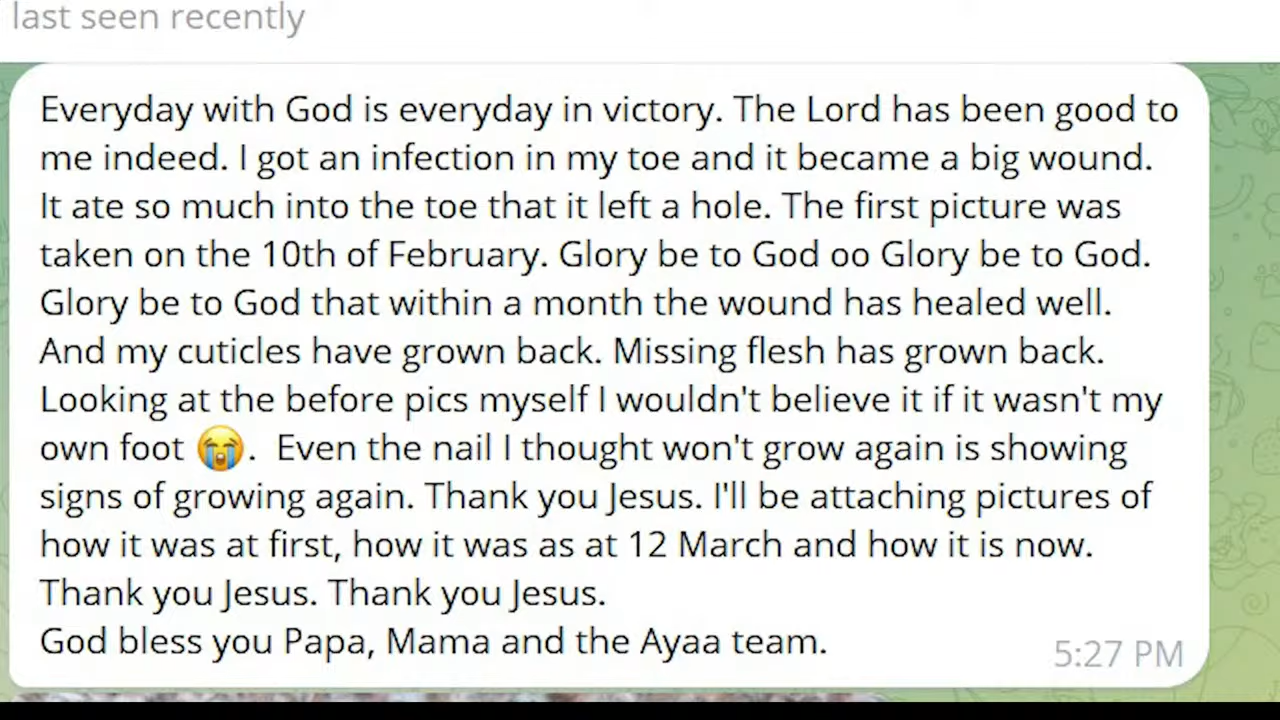 last seen recently
Everyday with God is everyday in victory. The Lord has been good to
me indeed. I got an infection in my toe and it became a big wound.
It ate so much into the toe that it left a hole. The first picture was
taken on the 10th of February. Glory be to God oo Glory be to God.
Glory be to God that within a month the wound has healed well.
And my cuticles have grown back. Missing flesh has grown back.
Looking at the before pics myself I wouldn't believe it if it wasn't my
own foot 😭.  Even the nail I thought won't grow again is showing
signs of growing again. Thank you Jesus. I'll be attaching pictures of
how it was at first, how it was as at 12 March and how it is now.
Thank you Jesus. Thank you Jesus.
God bless you Papa, Mama and the Ayaa team.
5:27 PM